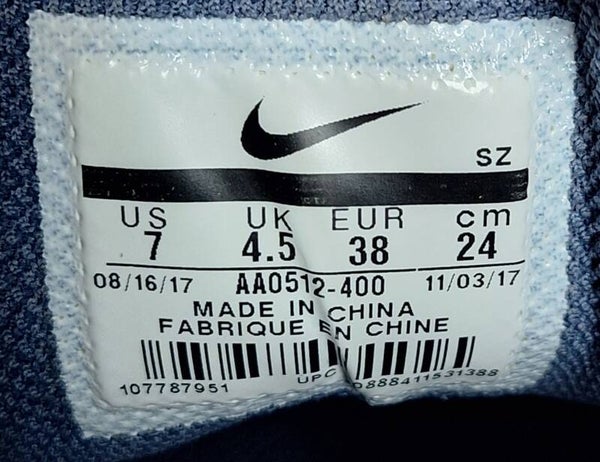 SZ
US UK EUR cm
7 4.5 38 24
08/16/17 AA0512-400 11/03/17
MADE IN CHINA
FABRIQUE EN CHINE
107787951 UPC 0888411531388